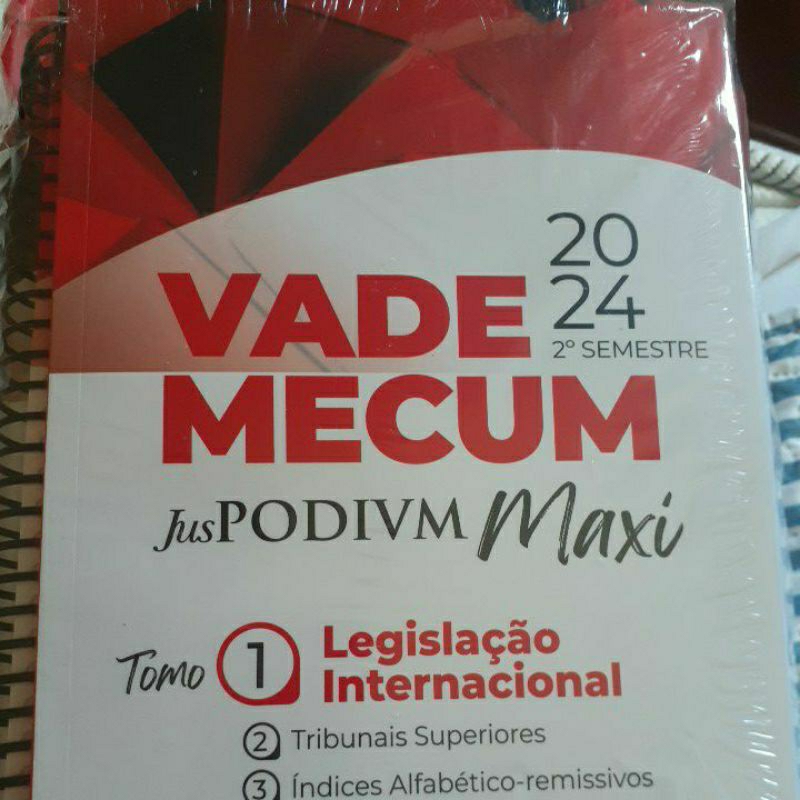 20
24
2º SEMESTRE
VADE
MECUM
JusPODIVM Maxi
Tomo 1 Legislação
Internacional
2 Tribunais Superiores
3 Índices Alfabético-remissivos